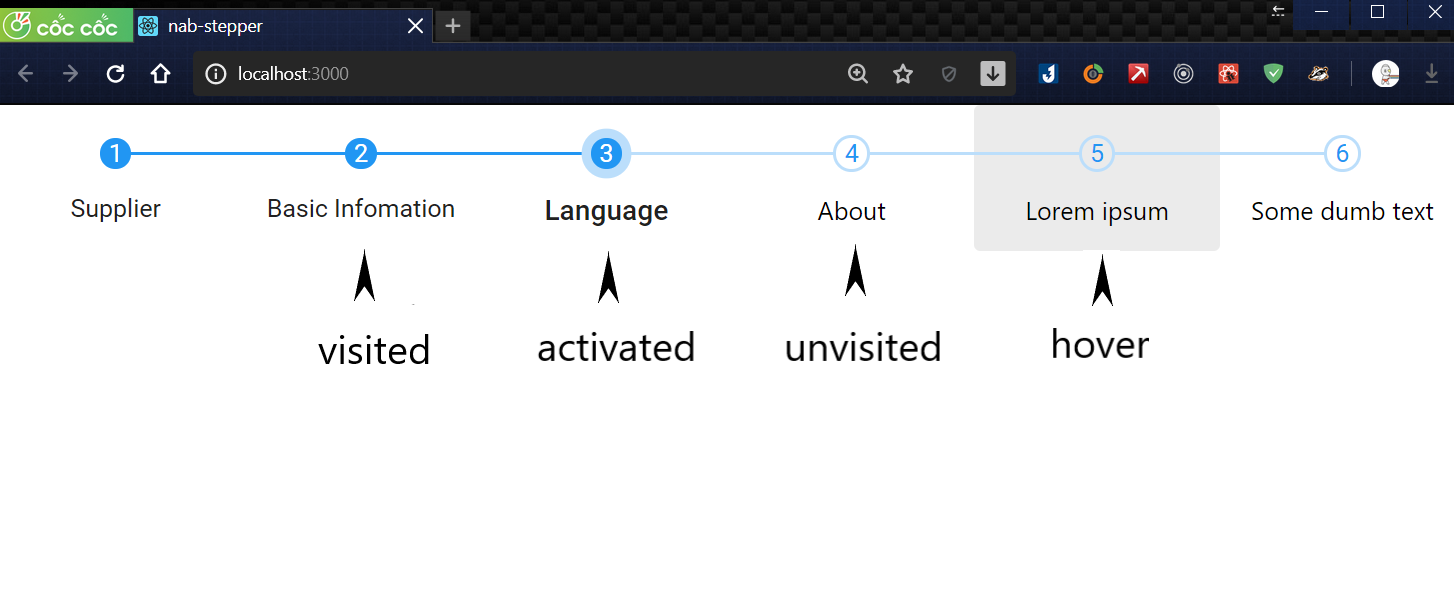 cốc cốc
nab-stepper
localhost:3000
1 2 3 4 5 6
Supplier Basic Infomation Language About Lorem ipsum Some dumb text
visited activated unvisited hover